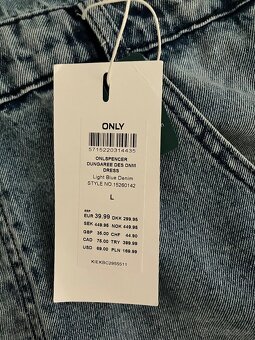 ONLY
5715220314435
ONLSPENCER
DUNGAREE DES DNM
DRESS
Light Blue Denim
STYLE NO.15260142
L
RRP
EUR 39.99 DKK 299.95
SEK 449.95 NOK 449.95
GBP 35.00 CHF 44.90
CAD 75.00 TRY 399.99
USD 69.00 PLN 169.99
KIEKBC2955511